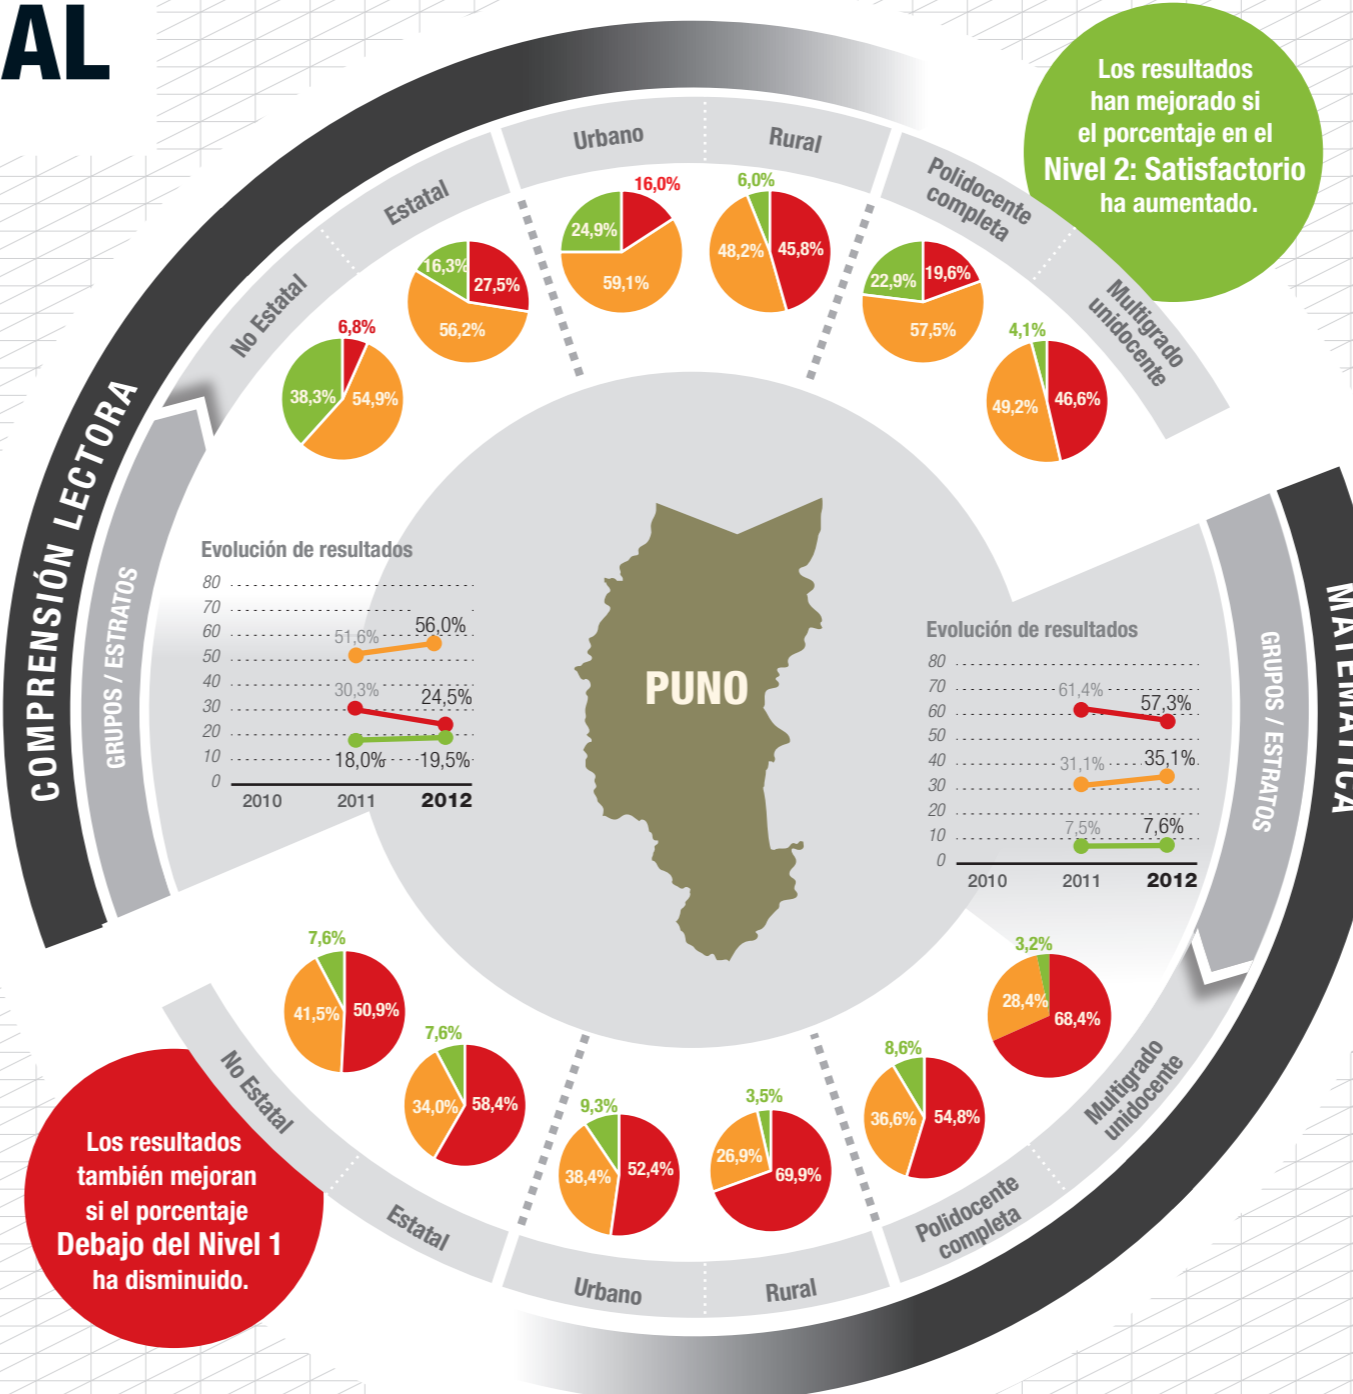 AL
Los resultados
han mejorado si
el porcentaje en el
Nivel 2: Satisfactorio
ha aumentado.
COMPRENSIÓN LECTORA
GRUPOS / ESTRATOS
No Estatal
Estatal
Urbano
Rural
Polidocente
completa
Multigrado
unidocente
6,8%
38,3%
54,9%
16,3%
27,5%
56,2%
16,0%
24,9%
59,1%
6,0%
48,2%
45,8%
22,9%
19,6%
57,5%
4,1%
49,2%
46,6%
Evolución de resultados
80
70
60
50
40
30
20
10
0
51,6%
56,0%
30,3%
24,5%
18,0%
19,5%
2010
2011
2012
PUNO
MATEMÁTICA
GRUPOS / ESTRATOS
Evolución de resultados
80
70
60
50
40
30
20
10
0
61,4%
57,3%
31,1%
35,1%
7,5%
7,6%
2010
2011
2012
7,6%
41,5%
50,9%
7,6%
34,0%
58,4%
9,3%
38,4%
52,4%
3,5%
26,9%
69,9%
8,6%
36,6%
54,8%
3,2%
28,4%
68,4%
No Estatal
Estatal
Urbano
Rural
Polidocente
completa
Multigrado
unidocente
Los resultados
también mejoran
si el porcentaje
Debajo del Nivel 1
ha disminuido.